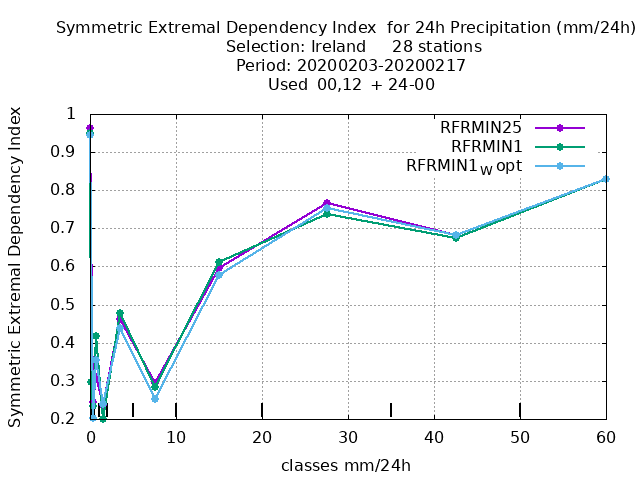 Symmetric Extremal Dependency Index  for 24h Precipitation (mm/24h)
Selection: Ireland     28 stations
Period: 20200203-20200217
Used  00,12  + 24-00
Symmetric Extremal Dependency Index
1
0.9
0.8
0.7
0.6
0.5
0.4
0.3
0.2
RFRMIN25
RFRMIN1
RFRMIN1W opt
0 10 20 30 40 50 60
classes mm/24h